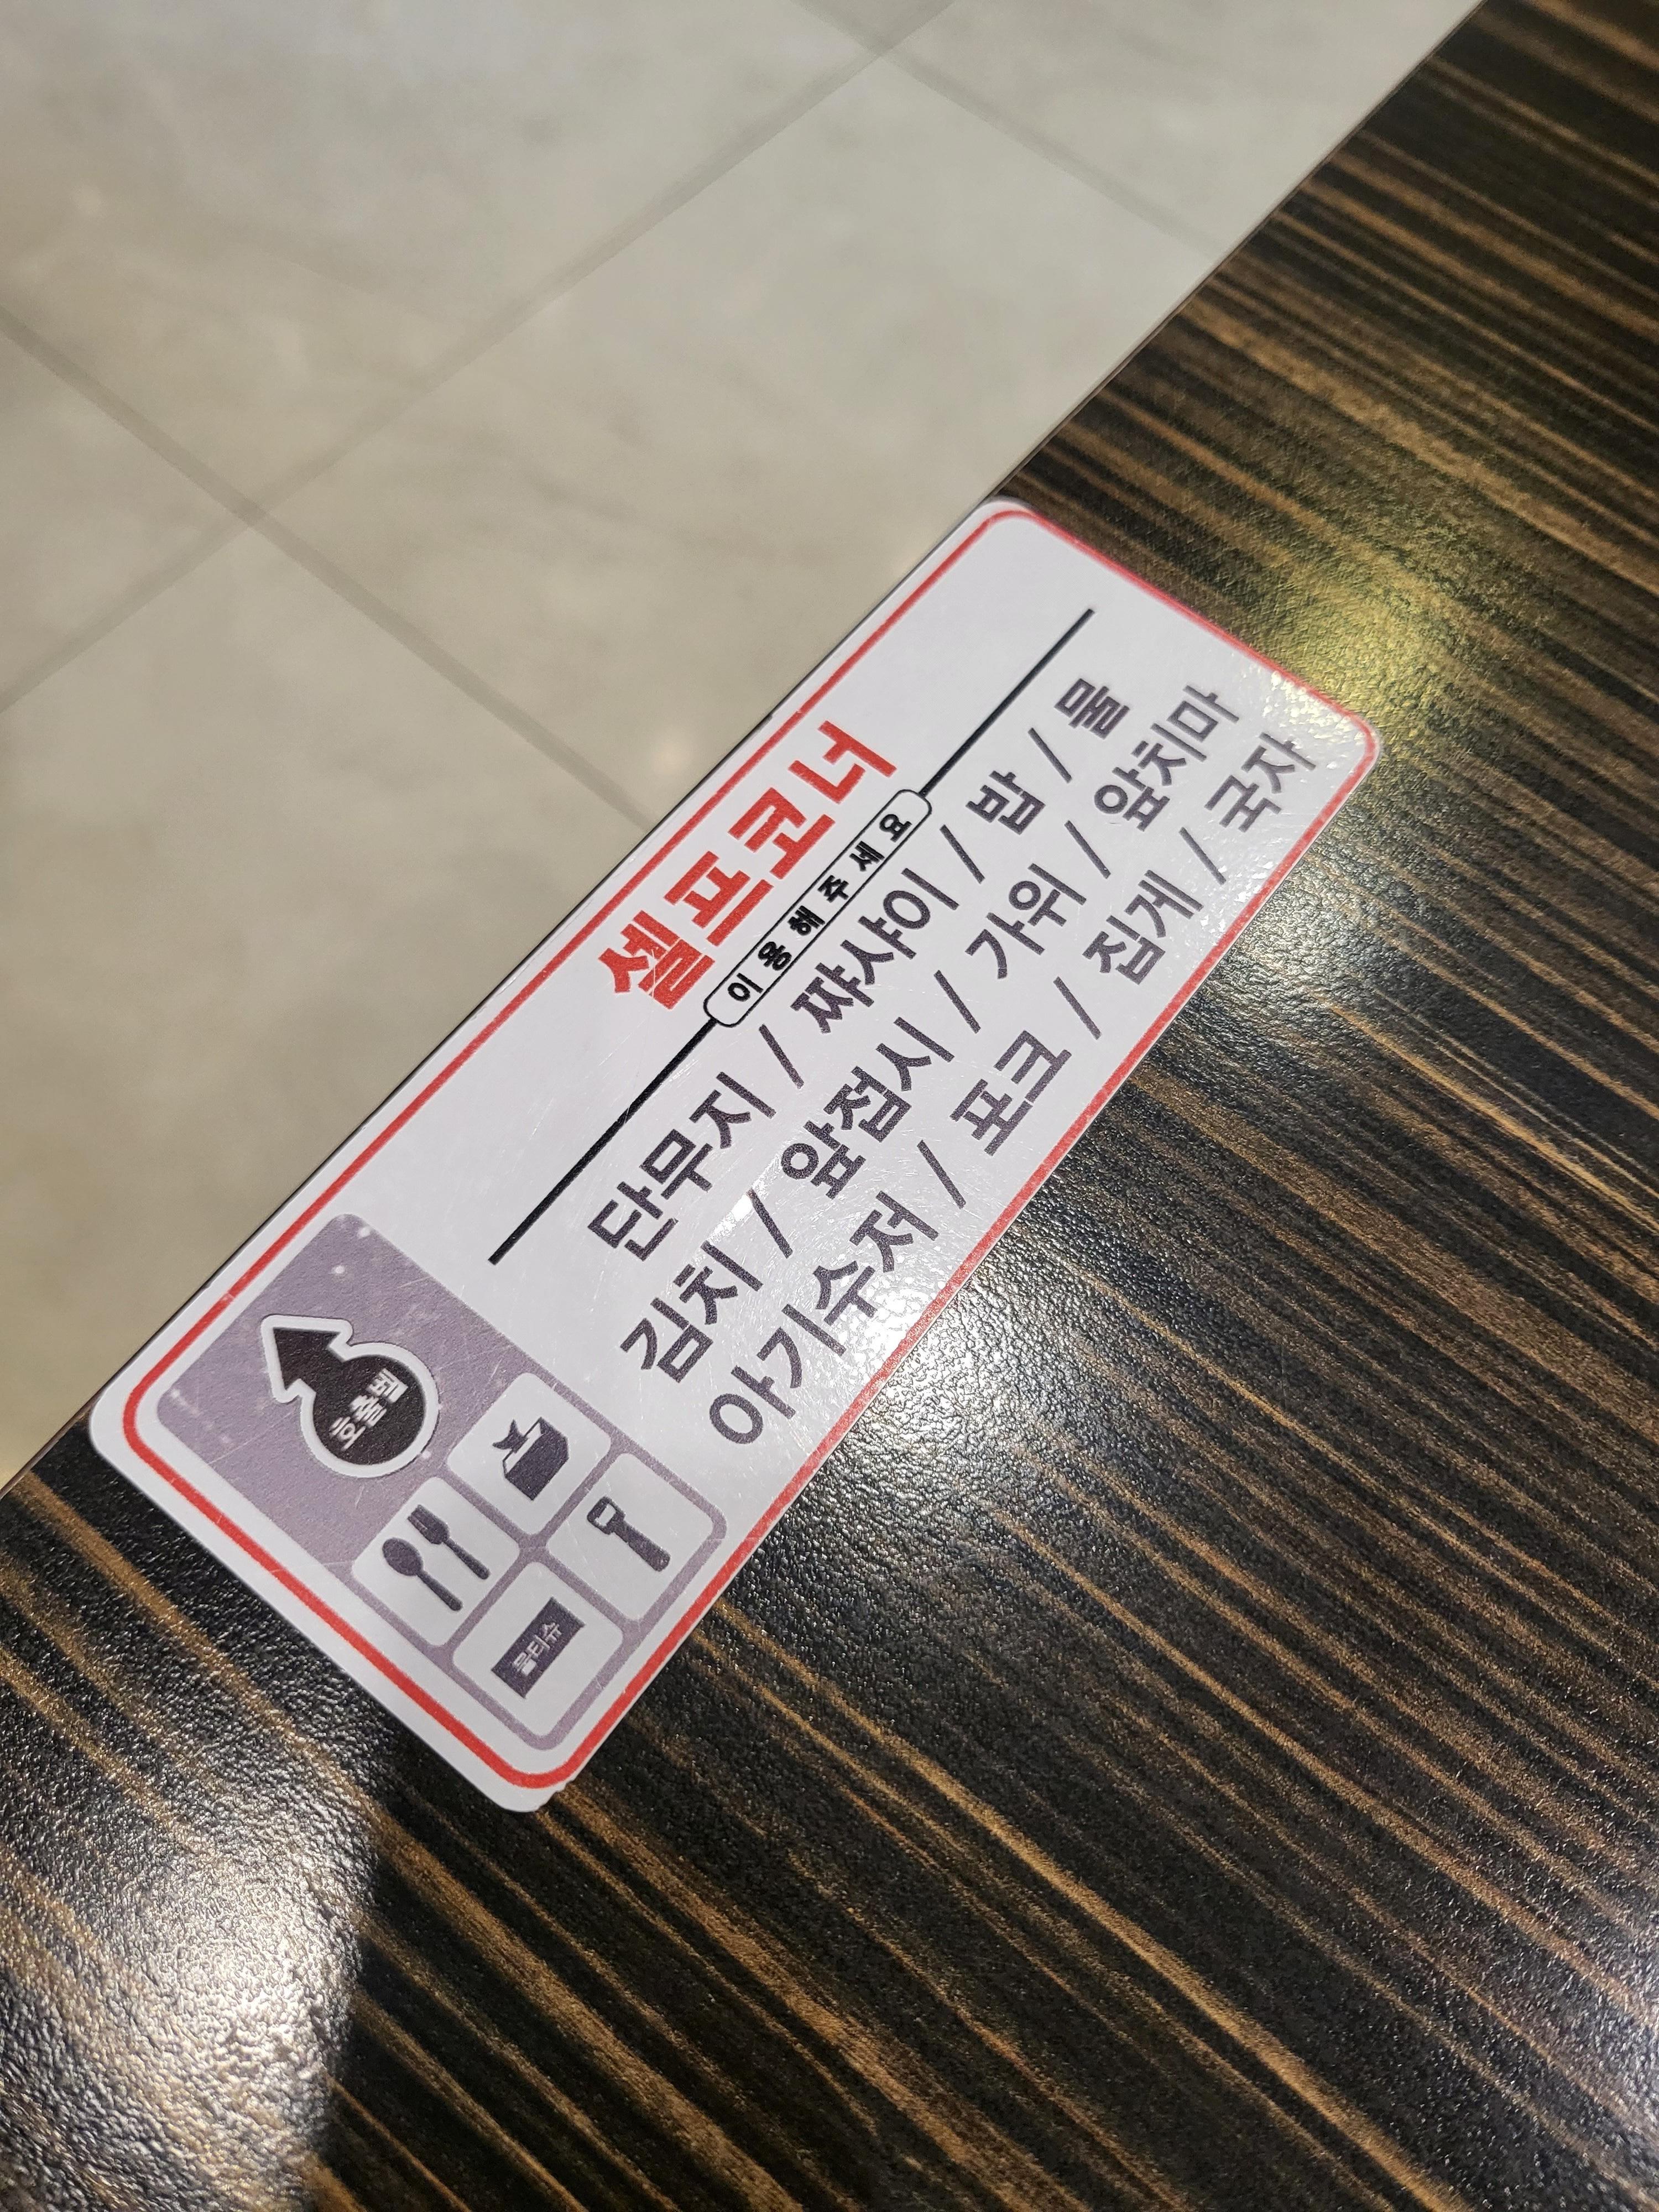 셀프코너
이용해주세요
단무지 / 짜샤이 / 밥 / 물
김치 / 앞접시 / 가위 / 앞치마
아기수저 / 포크 / 집게 / 국자
호출벨
물티슈